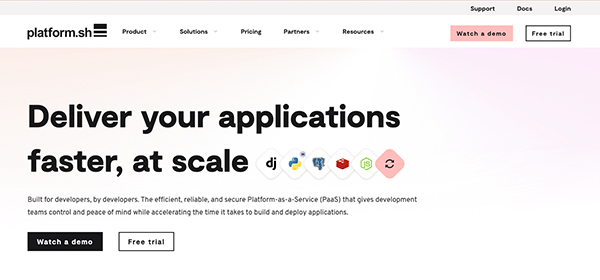 Support Docs Login
platform.sh Product Solutions Pricing Partners Resources Watch a demo Free trial
Deliver your applications
faster, at scale dj
Built for developers, by developers. The efficient, reliable, and secure Platform-as-a-Service (PaaS) that gives development
teams control and peace of mind while accelerating the time it takes to build and deploy applications.
Watch a demo Free trial